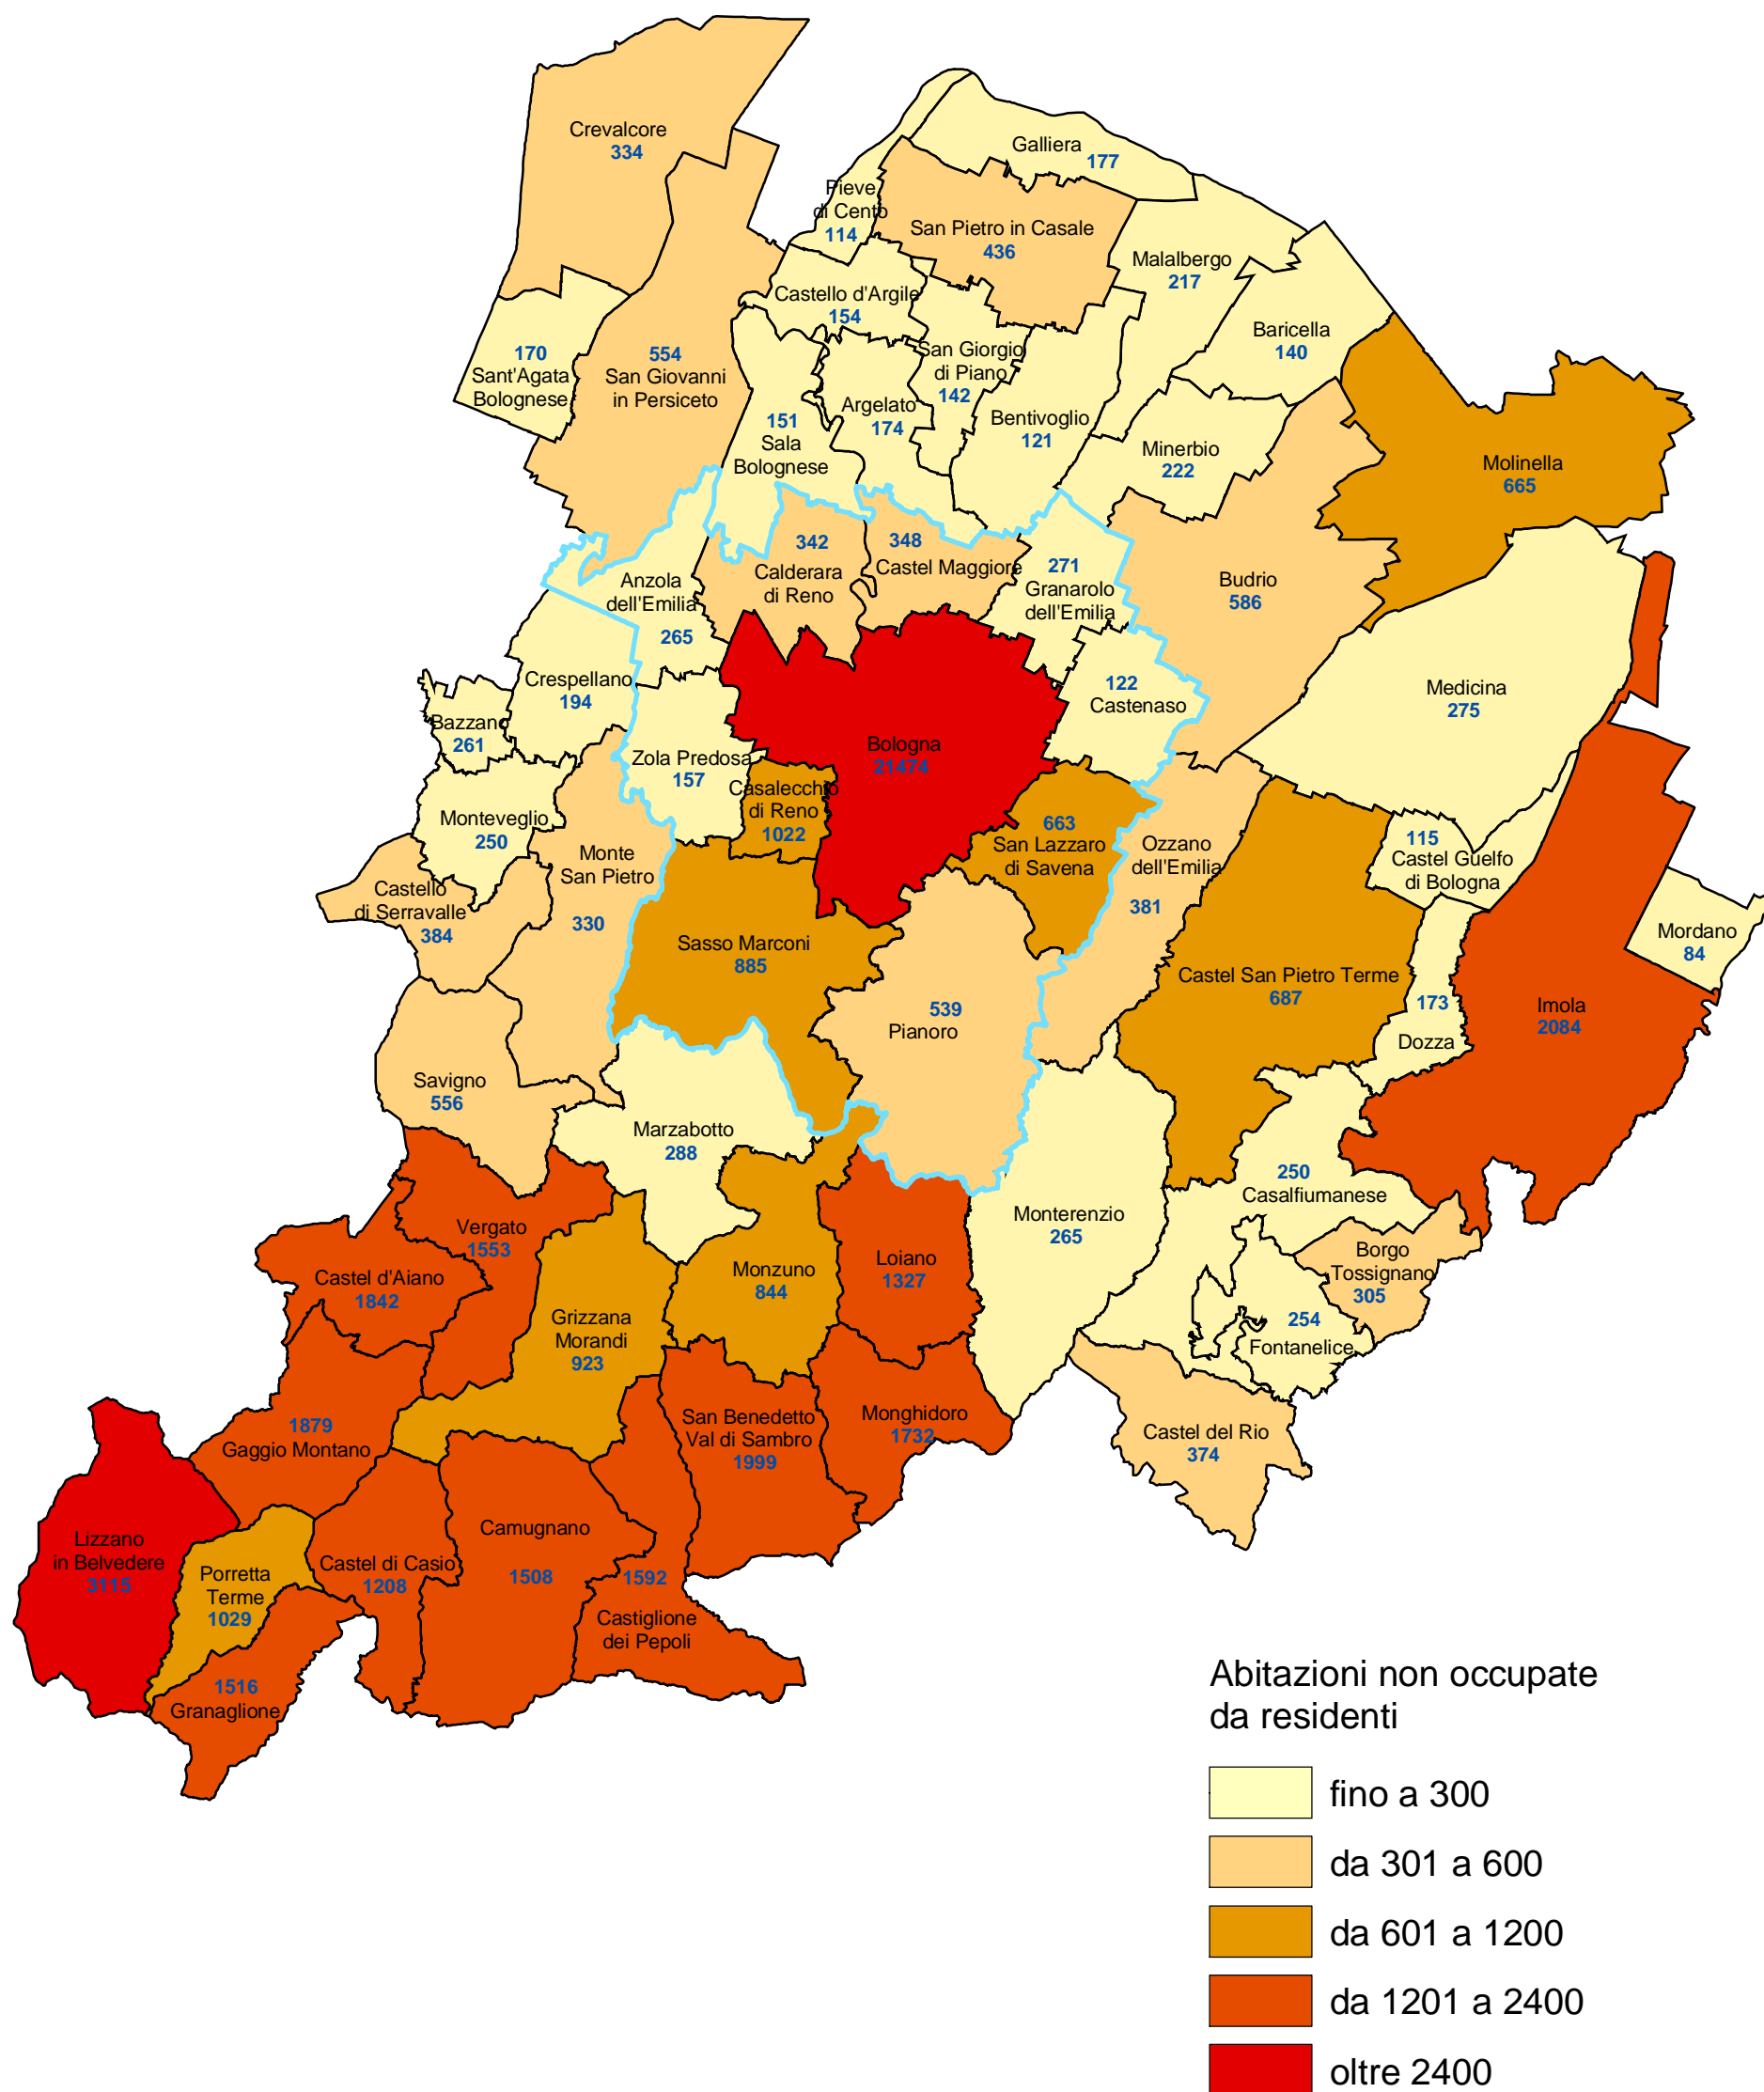 Crevalcore
334
Galliera
177
Pieve
di Cento
114
San Pietro in Casale
436
Malalbergo
217
Castello d'Argile
154
Baricella
140
170
Sant'Agata
Bolognese
554
San Giovanni
in Persiceto
San Giorgio
di Piano
142
151
Sala
Bolognese
Argelato
174
Bentivoglio
121
Minerbio
222
Molinella
665
342
Calderara
di Reno
348
Castel Maggiore
271
Granarolo
dell'Emilia
Budrio
586
Anzola
dell'Emilia
265
Crespellano
194
122
Castenaso
Medicina
275
Bazzano
261
Zola Predosa
157
Bologna
21474
Casalecchio
di Reno
1022
Monteveglio
250
Monte
San Pietro
330
663
San Lazzaro
di Savena
Ozzano
dell'Emilia
381
115
Castel Guelfo
di Bologna
Castello
di Serravalle
384
Sasso Marconi
885
Mordano
84
Castel San Pietro Terme
687
173
Dozza
Imola
2084
539
Pianoro
Savigno
556
Marzabotto
288
250
Casalfiumanese
Vergato
1553
Monterenzio
265
Castel d'Aiano
1842
Monzuno
844
Loiano
1327
Borgo
Tossignano
305
Grizzana
Morandi
923
254
Fontanelice
1879
Gaggio Montano
San Benedetto
Val di Sambro
1999
Monghidoro
1732
Castel del Rio
374
Lizzano
in Belvedere
3115
Porretta
Terme
1029
Castel di Casio
1208
Camugnano
1508
1592
Castiglione
dei Pepoli
1516
Granaglione
Abitazioni non occupate
da residenti
fino a 300
da 301 a 600
da 601 a 1200
da 1201 a 2400
oltre 2400